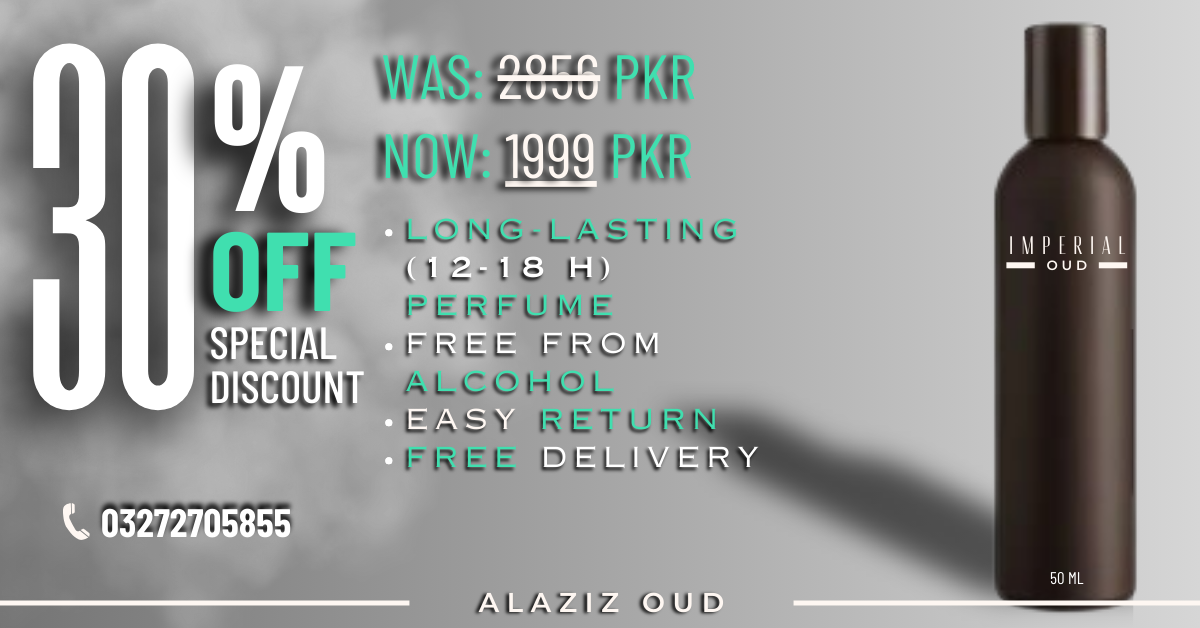 30%
OFF
SPECIAL
DISCOUNT
WAS: 2856 PKR
NOW: 1999 PKR
• LONG-LASTING
(12-18 H)
PERFUME
• FREE FROM
ALCOHOL
• EASY RETURN
• FREE DELIVERY
03272705855
ALAZIZ OUD
IMPERIAL
OUD
50 ML